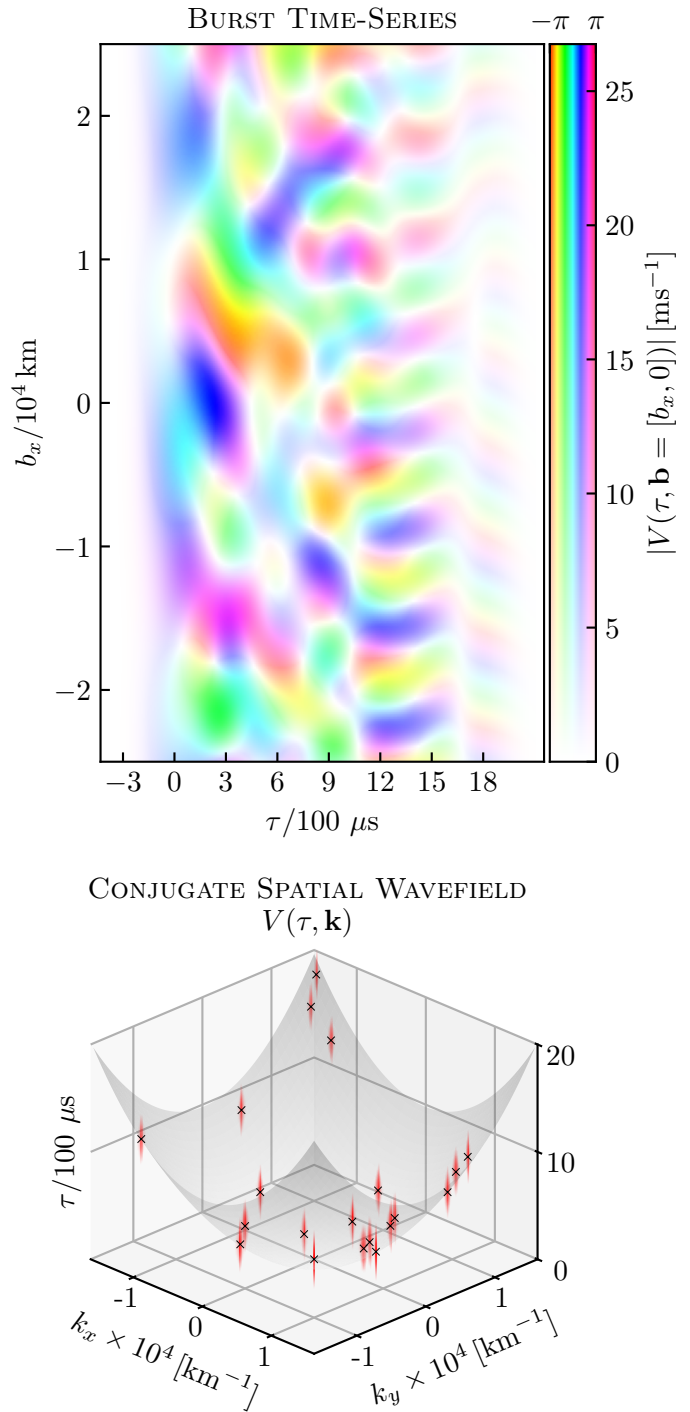 BURST TIME-SERIES
−π π
2
1
0
−1
−2
b_x/10^4 km
−3 0 3 6 9 12 15 18
τ/100 μs
25
20
15
10
5
0
|V(τ, b = [b_x, 0])| [ms^−1]
CONJUGATE SPATIAL WAVEFIELD
V(τ, k)
20
10
0
τ/100 μs
-1
0
1
k_x × 10^4 [km^−1]
-1
0
1
k_y × 10^4 [km^−1]